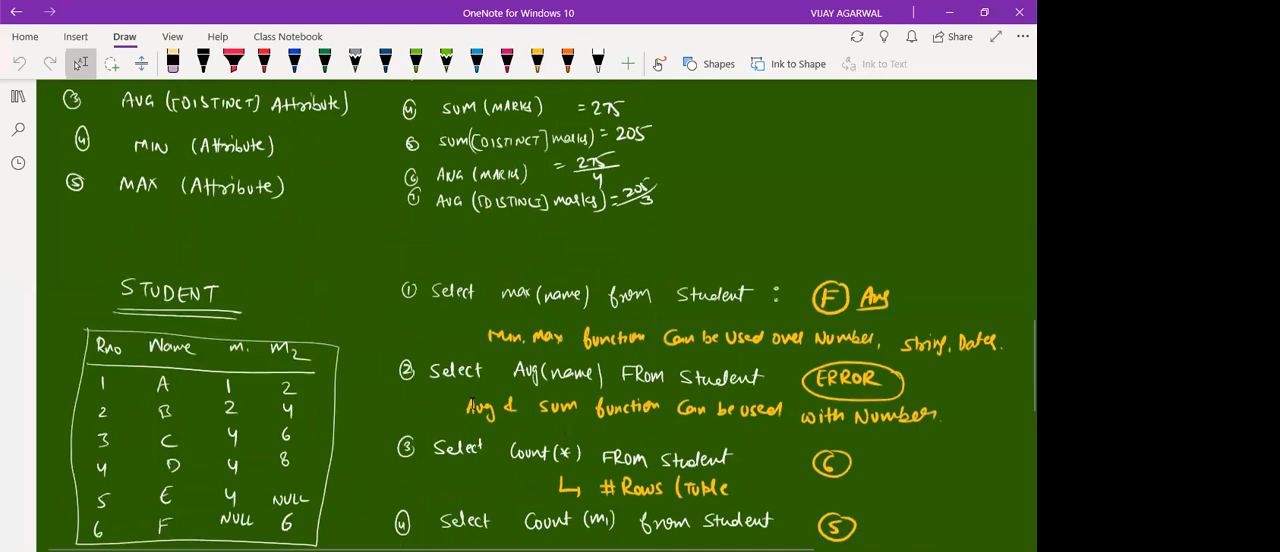 OneNote for Windows 10
VIJAY AGARWAL
Home Insert Draw View Help Class Notebook
Share
Shapes Ink to Shape Ink to Text
③ AVG ([DISTINCT] Attribute)
④ MIN (Attribute)
⑤ MAX (Attribute)
④ SUM (MARKS) = 275
⑤ SUM([DISTINCT] marks) = 205
⑥ AVG (MARKS) = 275/4
⑦ AVG ([DISTINCT] marks) = 205/3
STUDENT
Rno Name m1 M2
1 A 1 2
2 B 2 4
3 C 4 6
4 D 4 8
5 E 4 NULL
6 F NULL 6
① Select max(name) from Student : F Ans
Min, max function Can be used over Number, string, Dates.
② Select Avg(name) FROM Student ERROR
Avg & sum function Can be used with Number.
③ Select Count(*) FROM Student 6
↳ # Rows (Table
④ Select Count (m1) from Student 5